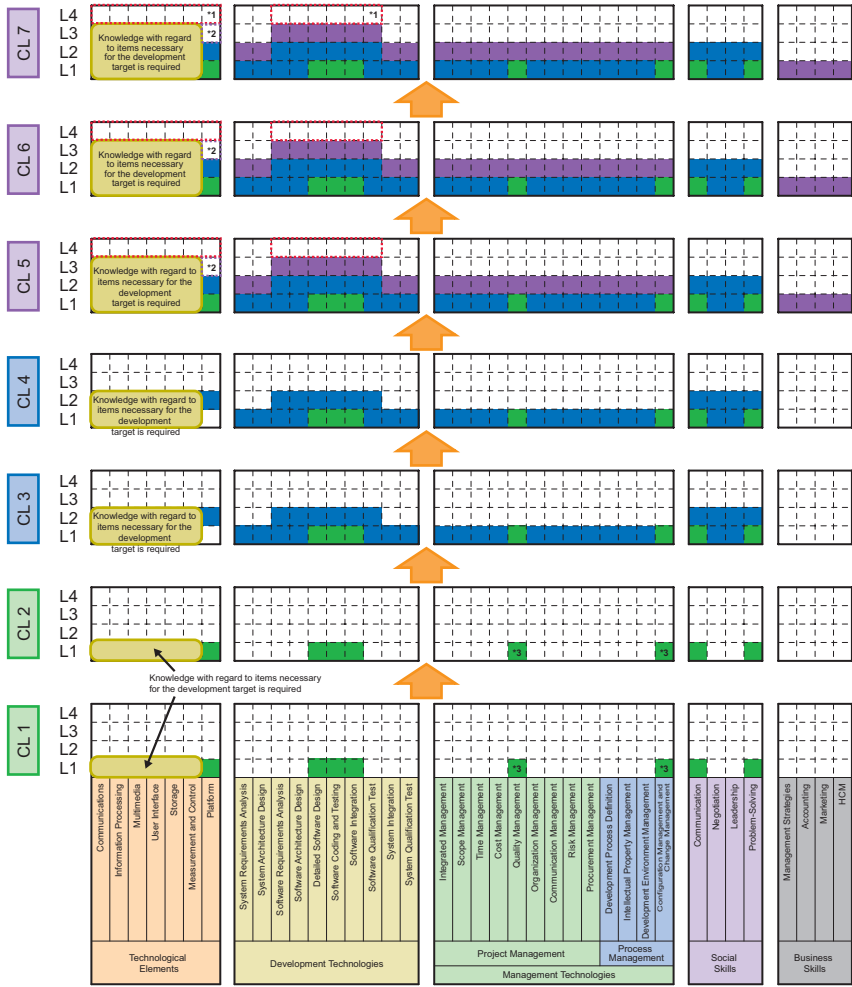 CL 7
L4
L3
L2
L1
*1
*2
Knowledge with regard
to items necessary
for the development
target is required
*1
CL 6
L4
L3
L2
L1
*2
Knowledge with regard
to items necessary
for the development
target is required
CL 5
L4
L3
L2
L1
*2
Knowledge with regard to
items necessary for the
development
target is required
CL 4
L4
L3
L2
L1
Knowledge with regard to
items necessary for the
development
target is required
CL 3
L4
L3
L2
L1
Knowledge with regard to
items necessary for the
development
target is required
CL 2
L4
L3
L2
L1
*3
*3
Knowledge with regard to items necessary
for the development target is required
CL 1
L4
L3
L2
L1
*3
*3
Communications
Information Processing
Multimedia
User Interface
Storage
Measurement and Control
Platform
System Requirements Analysis
System Architecture Design
Software Requirements Analysis
Software Architecture Design
Detailed Software Design
Software Coding and Testing
Software Integration
Software Qualification Test
System Integration
System Qualification Test
Integrated Management
Scope Management
Time Management
Cost Management
Quality Management
Organization Management
Communication Management
Risk Management
Procurement Management
Development Process Definition
Intellectual Property Management
Development Environment Management
Configuration Management and
Change Management
Communication
Negotiation
Leadership
Problem-Solving
Management Strategies
Accounting
Marketing
HCM
Technological
Elements
Development Technologies
Project Management
Process
Management
Management Technologies
Social
Skills
Business
Skills